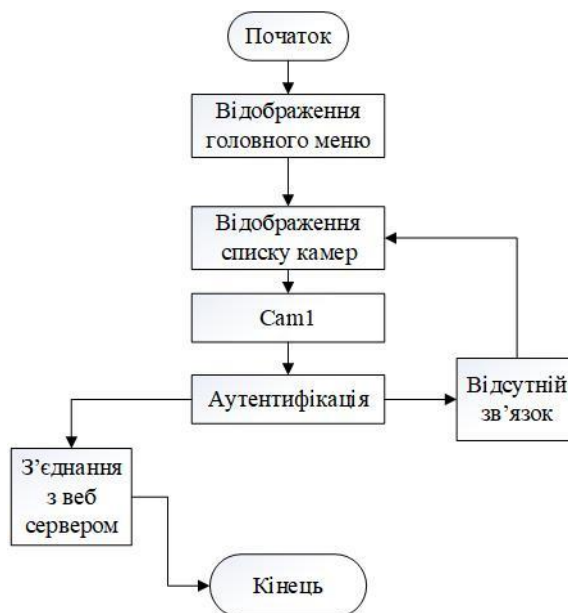 Початок
Відображення
головного меню
Відображення
списку камер
Cam1
Аутентифікація
Відсутній
зв’язок
З’єднання
з веб
сервером
Кінець